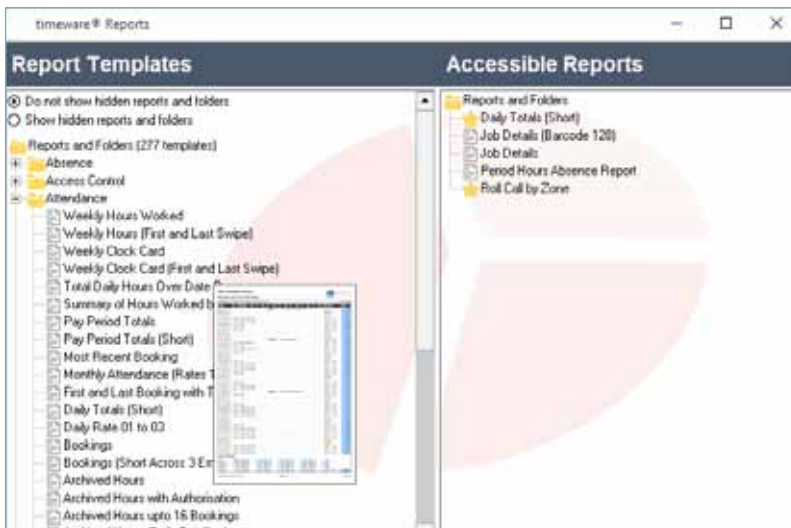 timeware® Reports
Report Templates
Do not show hidden reports and folders
Show hidden reports and folders
Reports and Folders (277 templates)
Absence
Access Control
Attendance
Weekly Hours Worked
Weekly Hours (First and Last Swipe)
Weekly Clock Card
Weekly Clock Card (First and Last Swipe)
Total Daily Hours Over Date
Summary of Hours Worked
Pay Period Totals
Pay Period Totals (Short)
Most Recent Booking
Monthly Attendance (Rates
First and Last Booking with
Daily Totals (Short)
Daily Rate 01 to 03
Bookings
Bookings (Short Across 3
Archived Hours
Archived Hours with Authorisation
Archived Hours upto 16 Bookings
Accessible Reports
Reports and Folders
Daily Totals (Short)
Job Details (Barcode 128)
Job Details
Period Hours Absence Report
Roll Call by Zone